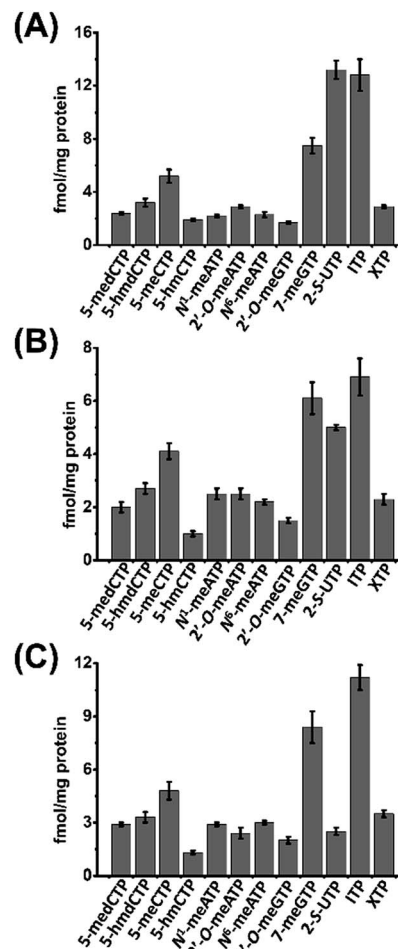 (A)
fmol/mg protein
16
12
8
4
0
5-medCTP
5-hmdCTP
5-meCTP
5-hmCTP
N¹-meATP
2'-O-meATP
N⁶-meATP
2'-O-meGTP
7-meGTP
2-S-UTP
ITP
XTP
(B)
fmol/mg protein
8
6
4
2
0
5-medCTP
5-hmdCTP
5-meCTP
5-hmCTP
N¹-meATP
2'-O-meATP
N⁶-meATP
2'-O-meGTP
7-meGTP
2-S-UTP
ITP
XTP
(C)
fmol/mg protein
12
9
6
3
0
5-medCTP
5-hmdCTP
5-meCTP
5-hmCTP
N¹-meATP
'-O-meATP
N⁶-meATP
'-O-meGTP
7-meGTP
2-S-UTP
ITP
XTP